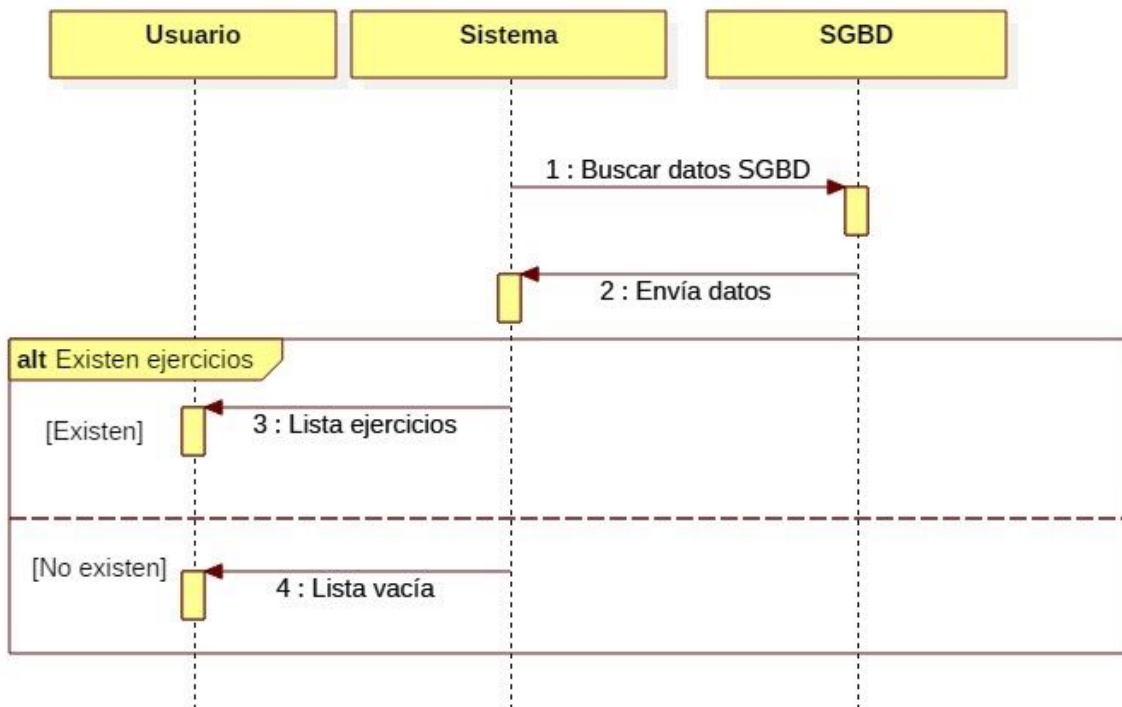 Usuario
Sistema
SGBD
1 : Buscar datos SGBD
2 : Envía datos
alt Existen ejercicios
[Existen]
3 : Lista ejercicios
[No existen]
4 : Lista vacía